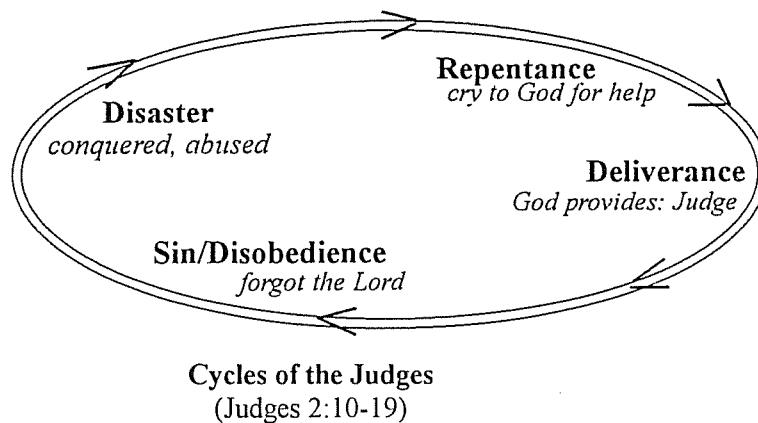 Repentance
cry to God for help
Disaster
conquered, abused
Deliverance
God provides: Judge
Sin/Disobedience
forgot the Lord
Cycles of the Judges
(Judges 2:10-19)